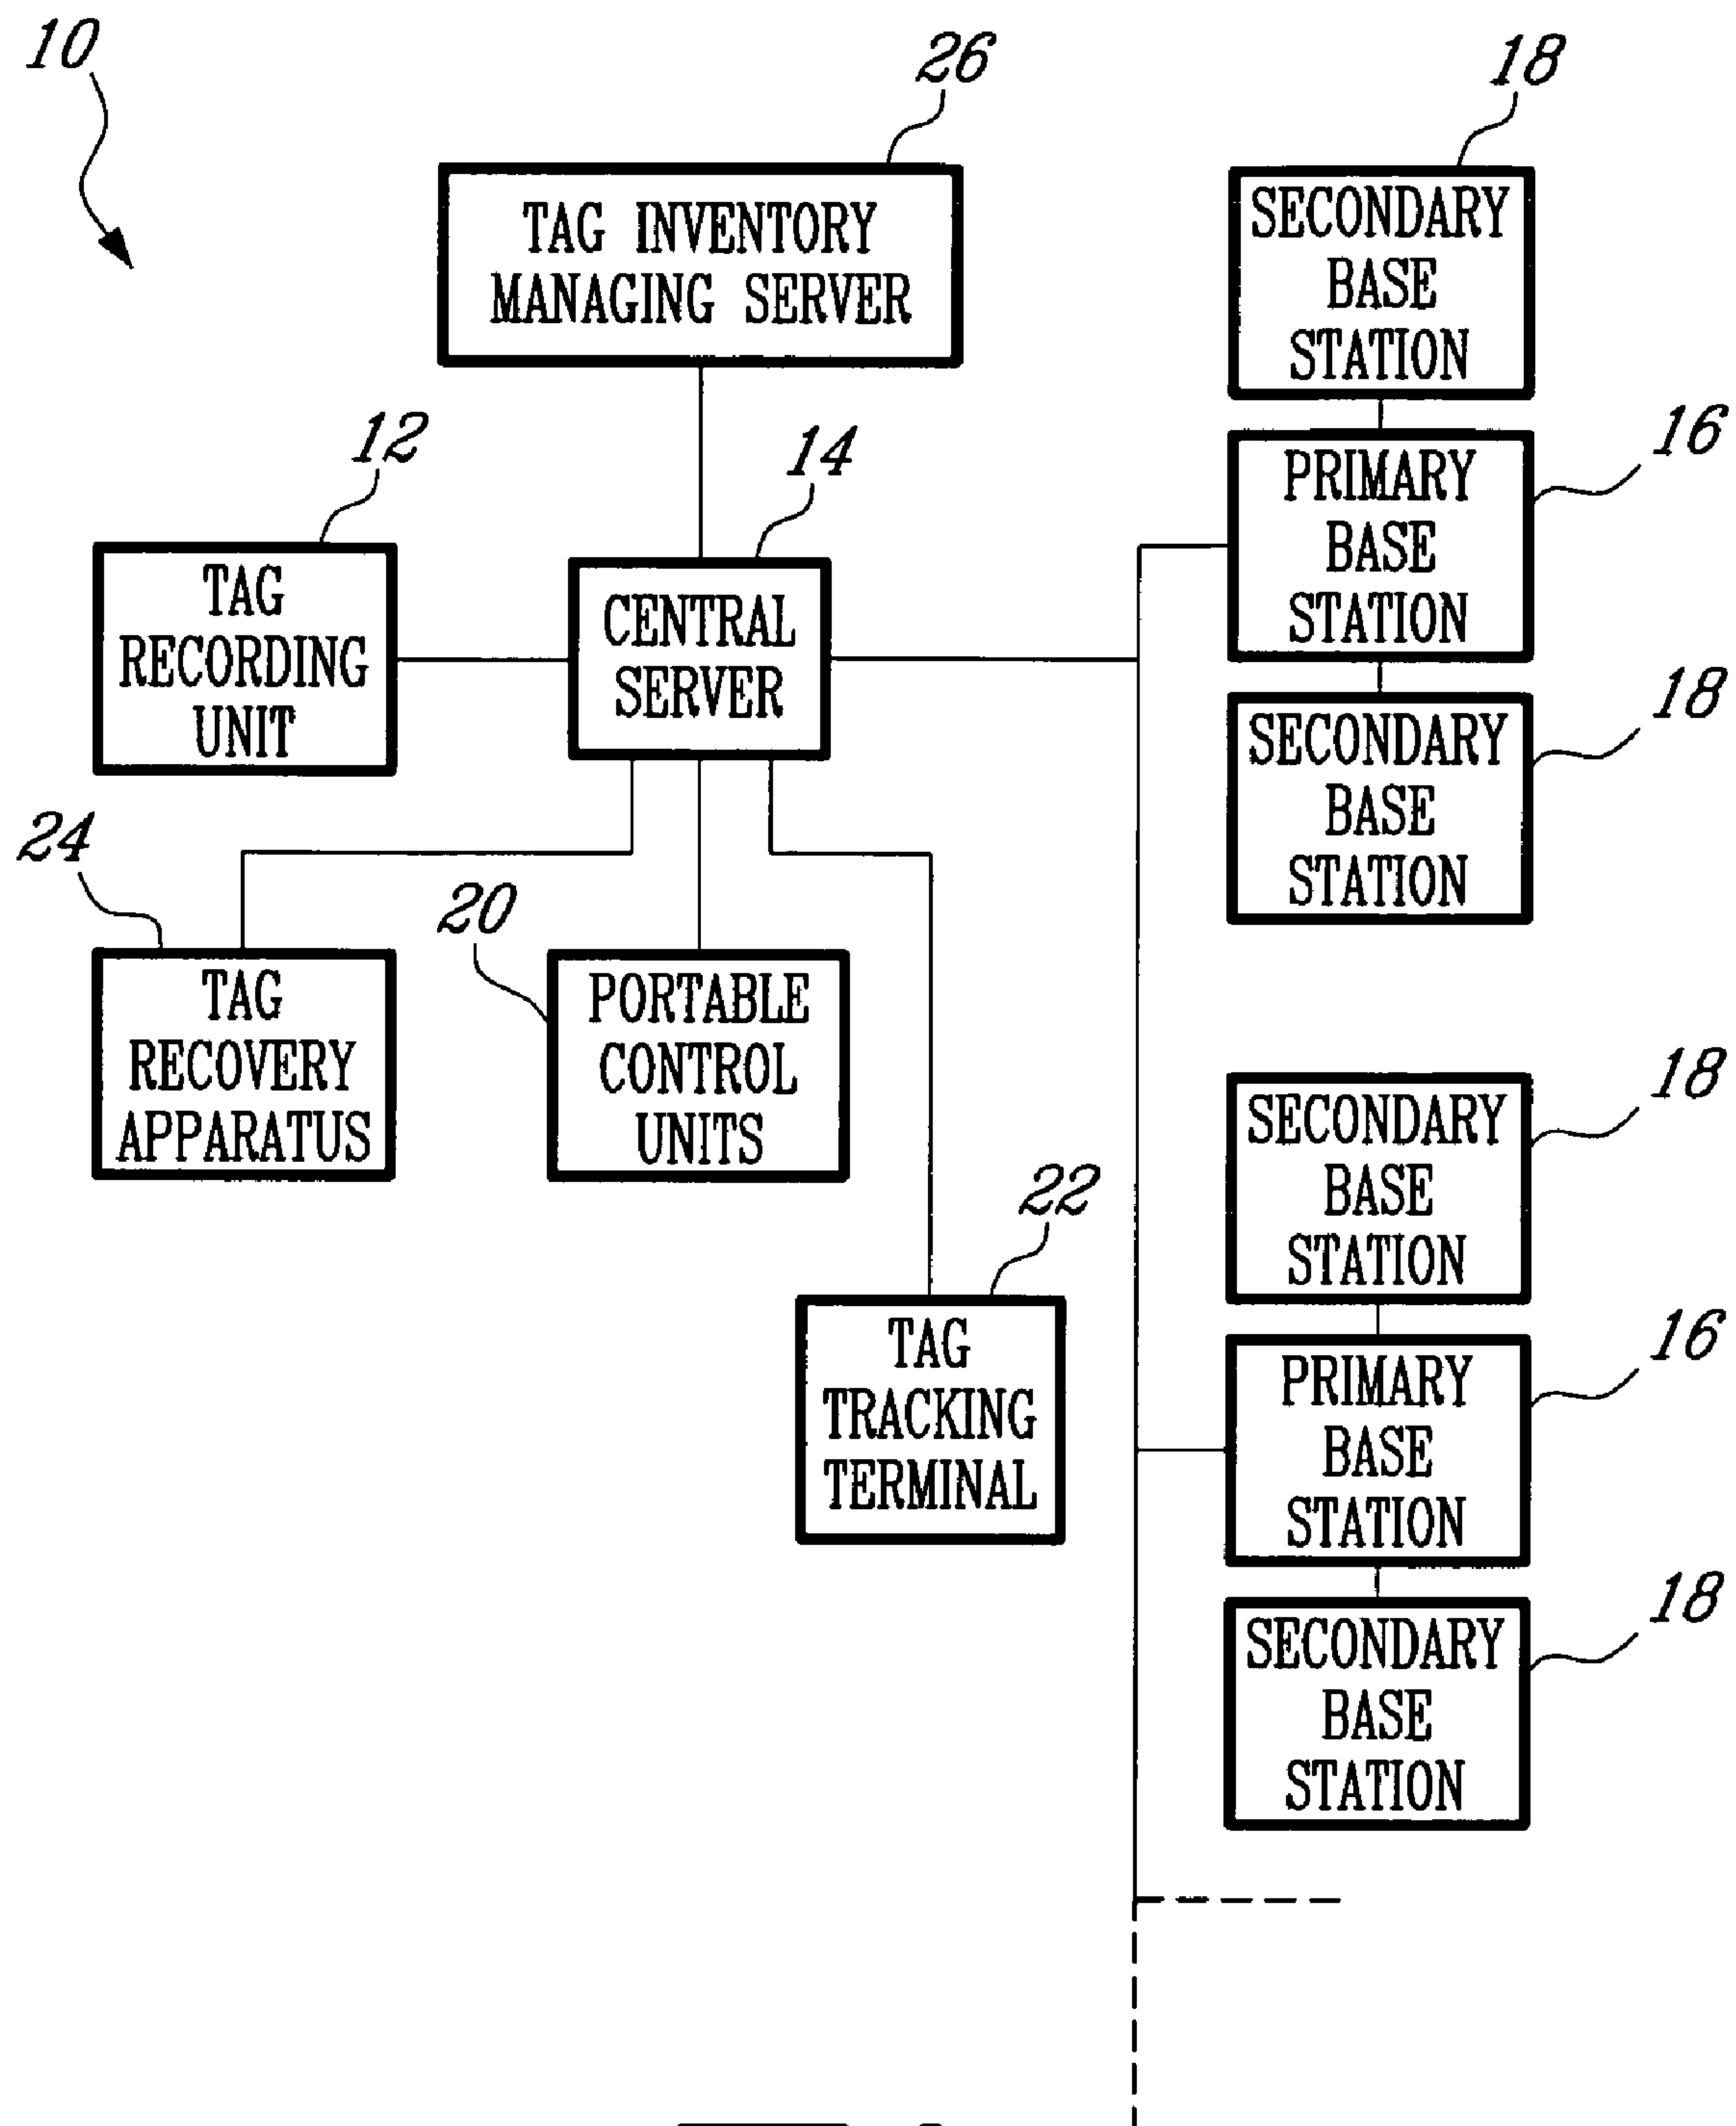 10
26
TAG INVENTORY
MANAGING SERVER
18
SECONDARY
BASE
STATION
12
TAG
RECORDING
UNIT
14
CENTRAL
SERVER
16
PRIMARY
BASE
STATION
18
SECONDARY
BASE
STATION
24
TAG
RECOVERY
APPARATUS
20
PORTABLE
CONTROL
UNITS
22
TAG
TRACKING
TERMINAL
18
SECONDARY
BASE
STATION
16
PRIMARY
BASE
STATION
18
SECONDARY
BASE
STATION